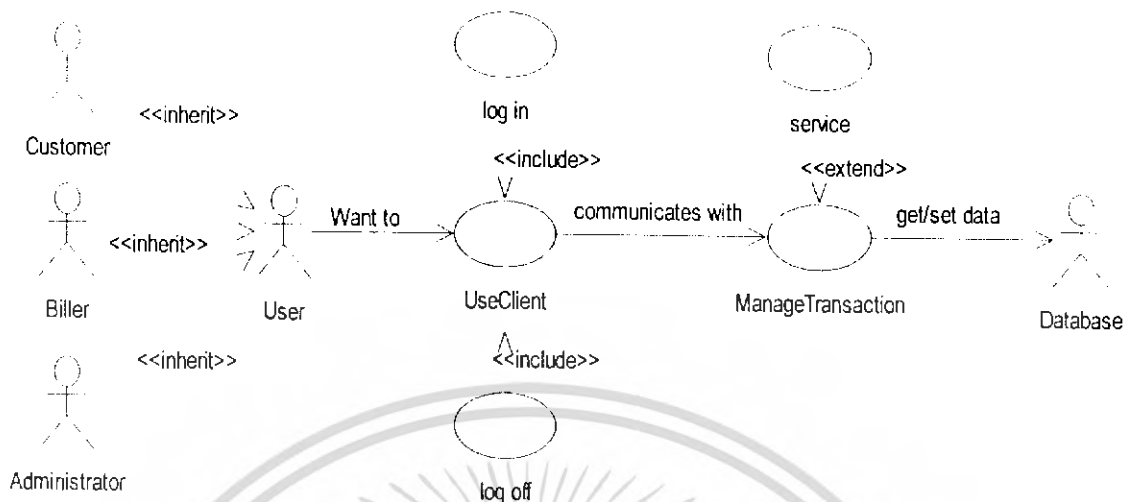 <<inherit>>
log in
service
Customer
<<include>>
<<extend>>
Want to
communicates with
get/set data
<<inherit>>
Biller
User
UseClient
ManageTransaction
Database
<<inherit>>
<<include>>
Administrator
log off